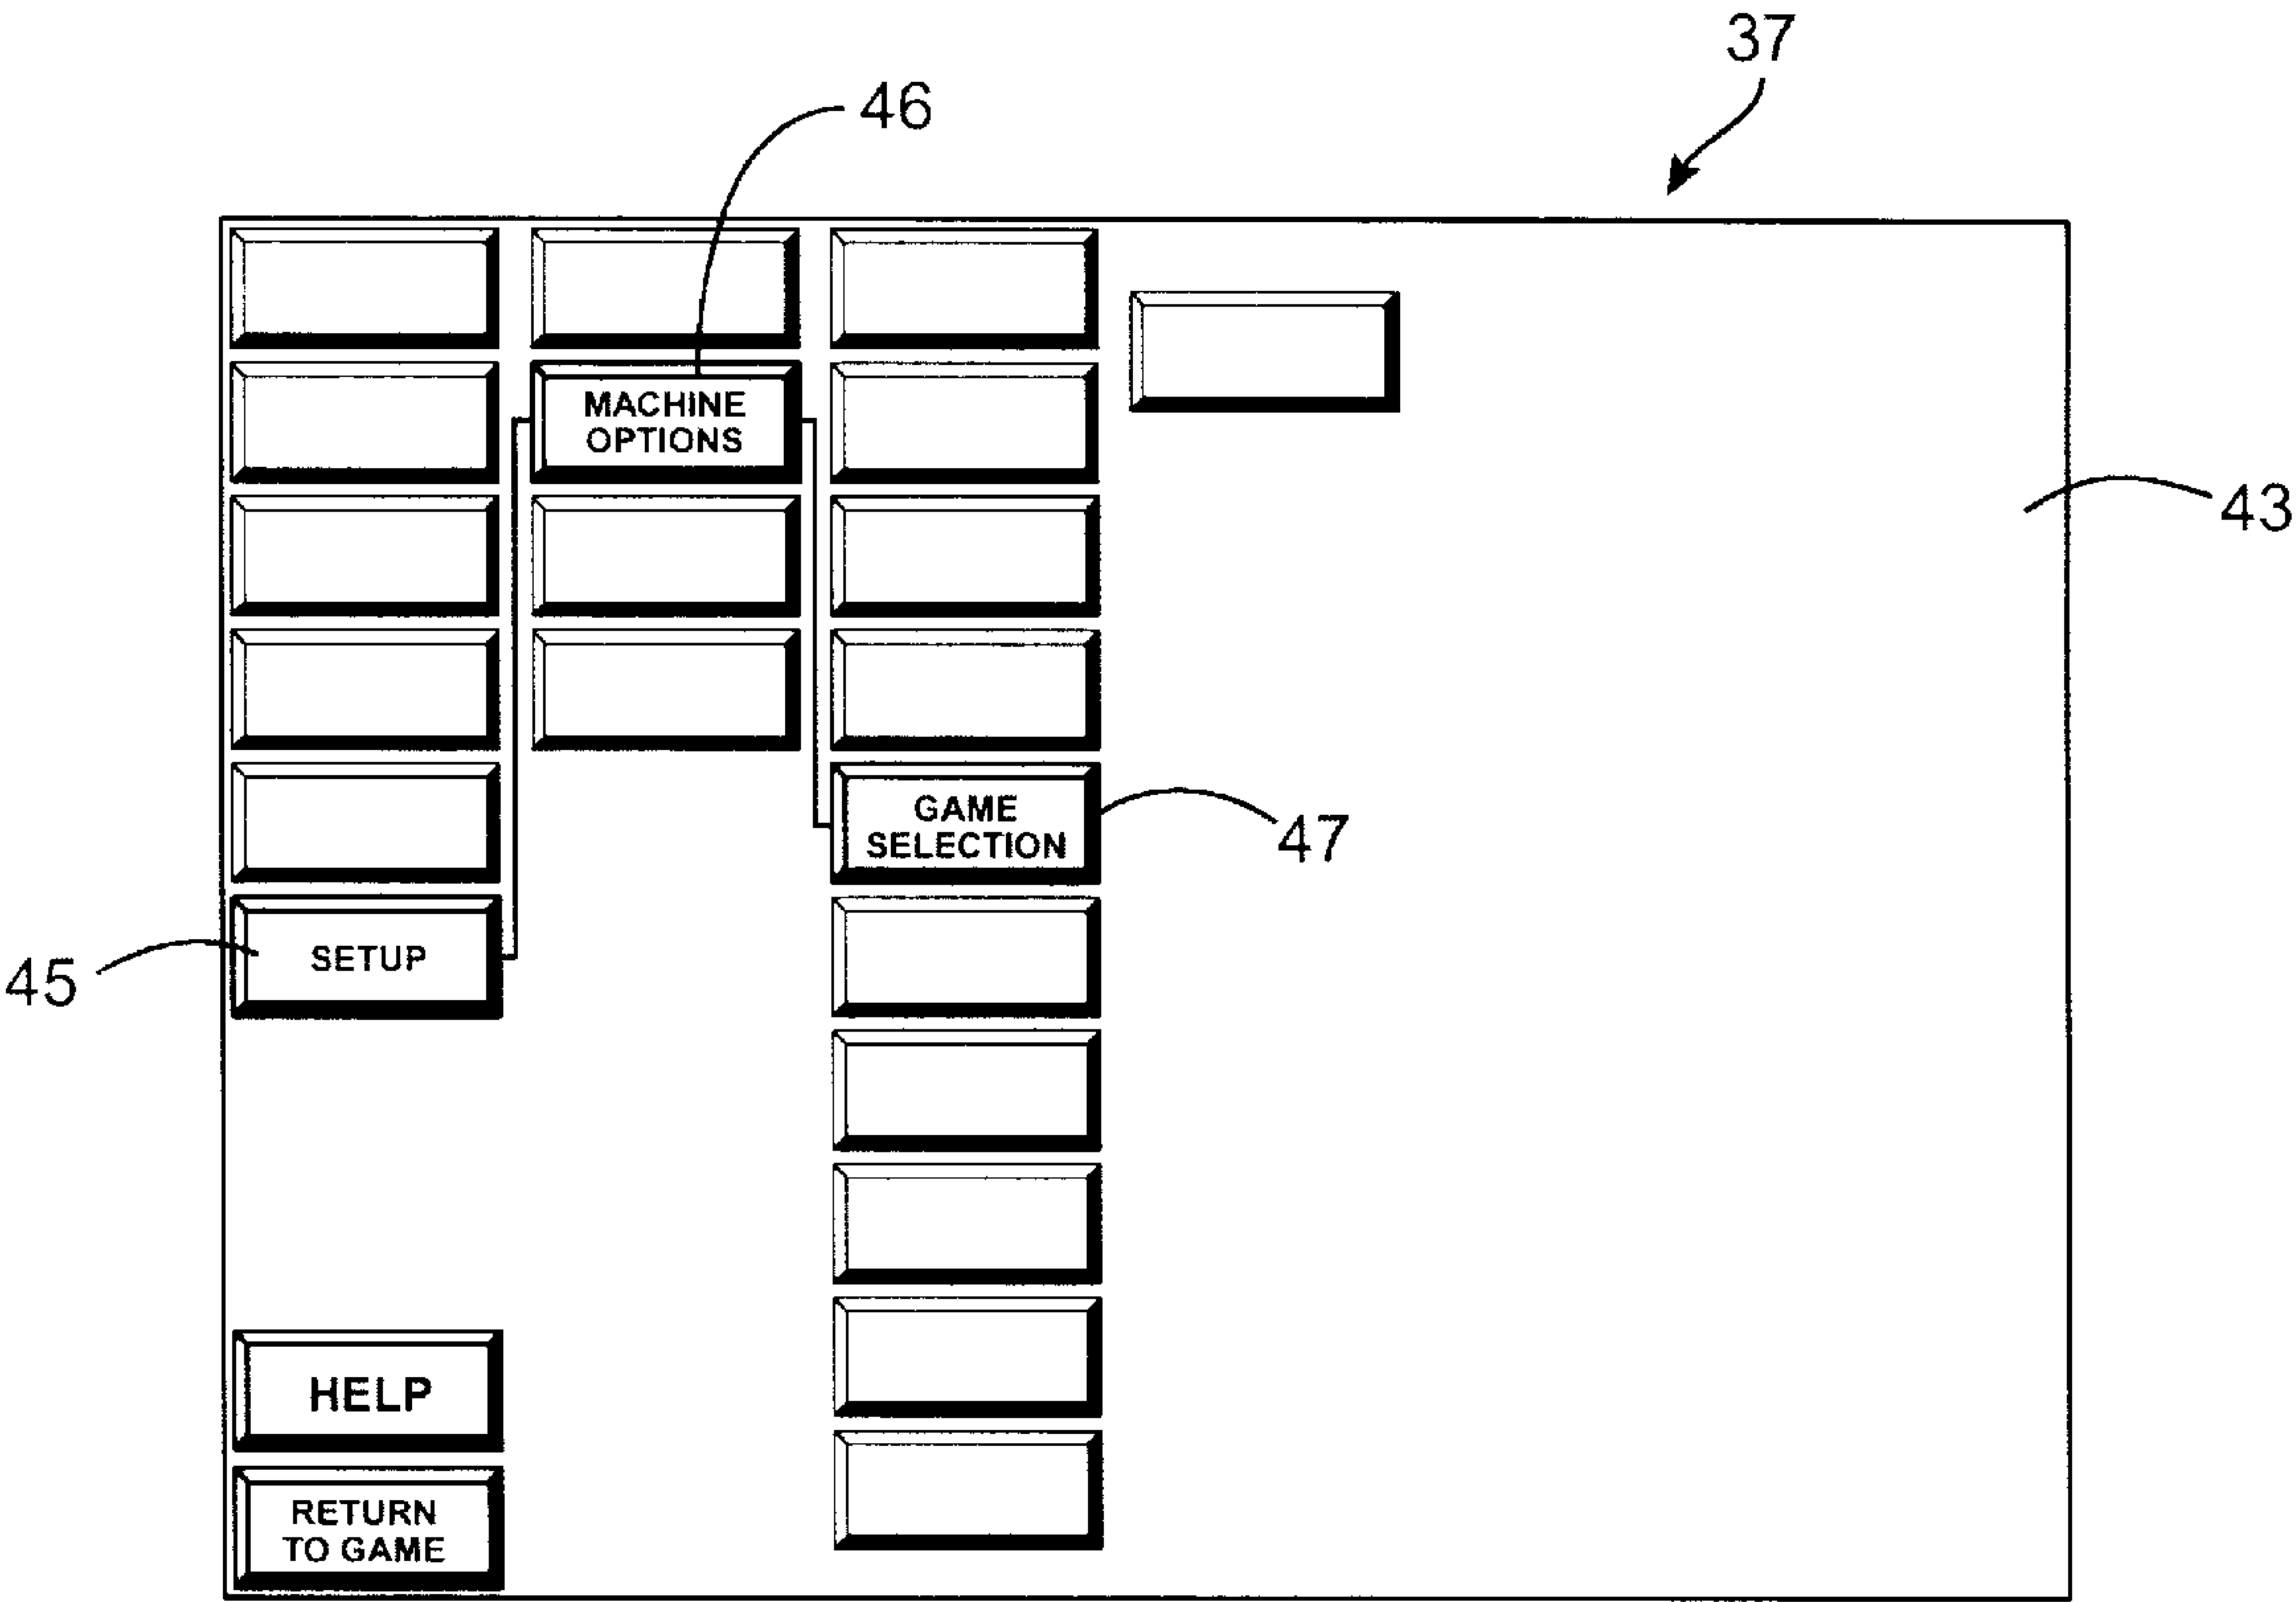 37
46
MACHINE
OPTIONS
43
GAME
SELECTION
47
SETUP
45
HELP
RETURN
TO GAME